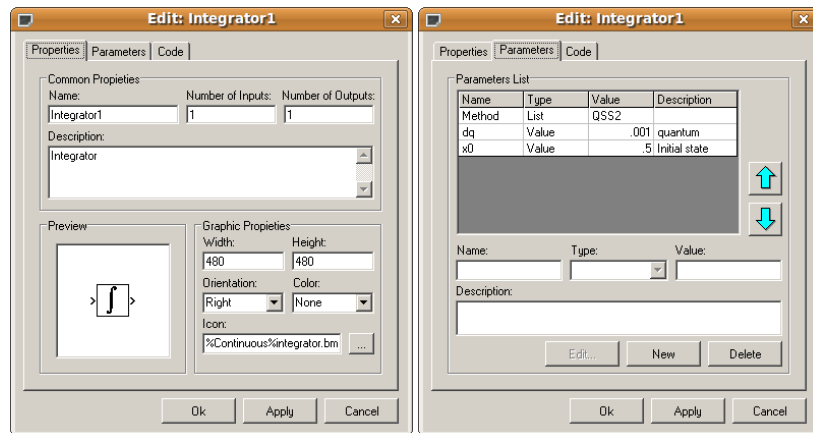 Edit: Integrator1
Properties Parameters Code
Common Propieties
Name: Number of Inputs: Number of Outputs:
Integrator1 1 1
Description:
Integrator
Preview
Graphic Propieties
Width: Height:
480 480
Orientation: Color:
Right None
Icon:
%Continuous%integrator.bm ...
Ok Apply Cancel
Edit: Integrator1
Properties Parameters Code
Parameters List
Name Type Value Description
Method List QSS2
dq Value .001 quantum
x0 Value .5 Initial state
Name: Type: Value:
Description:
Edit... New Delete
Ok Apply Cancel